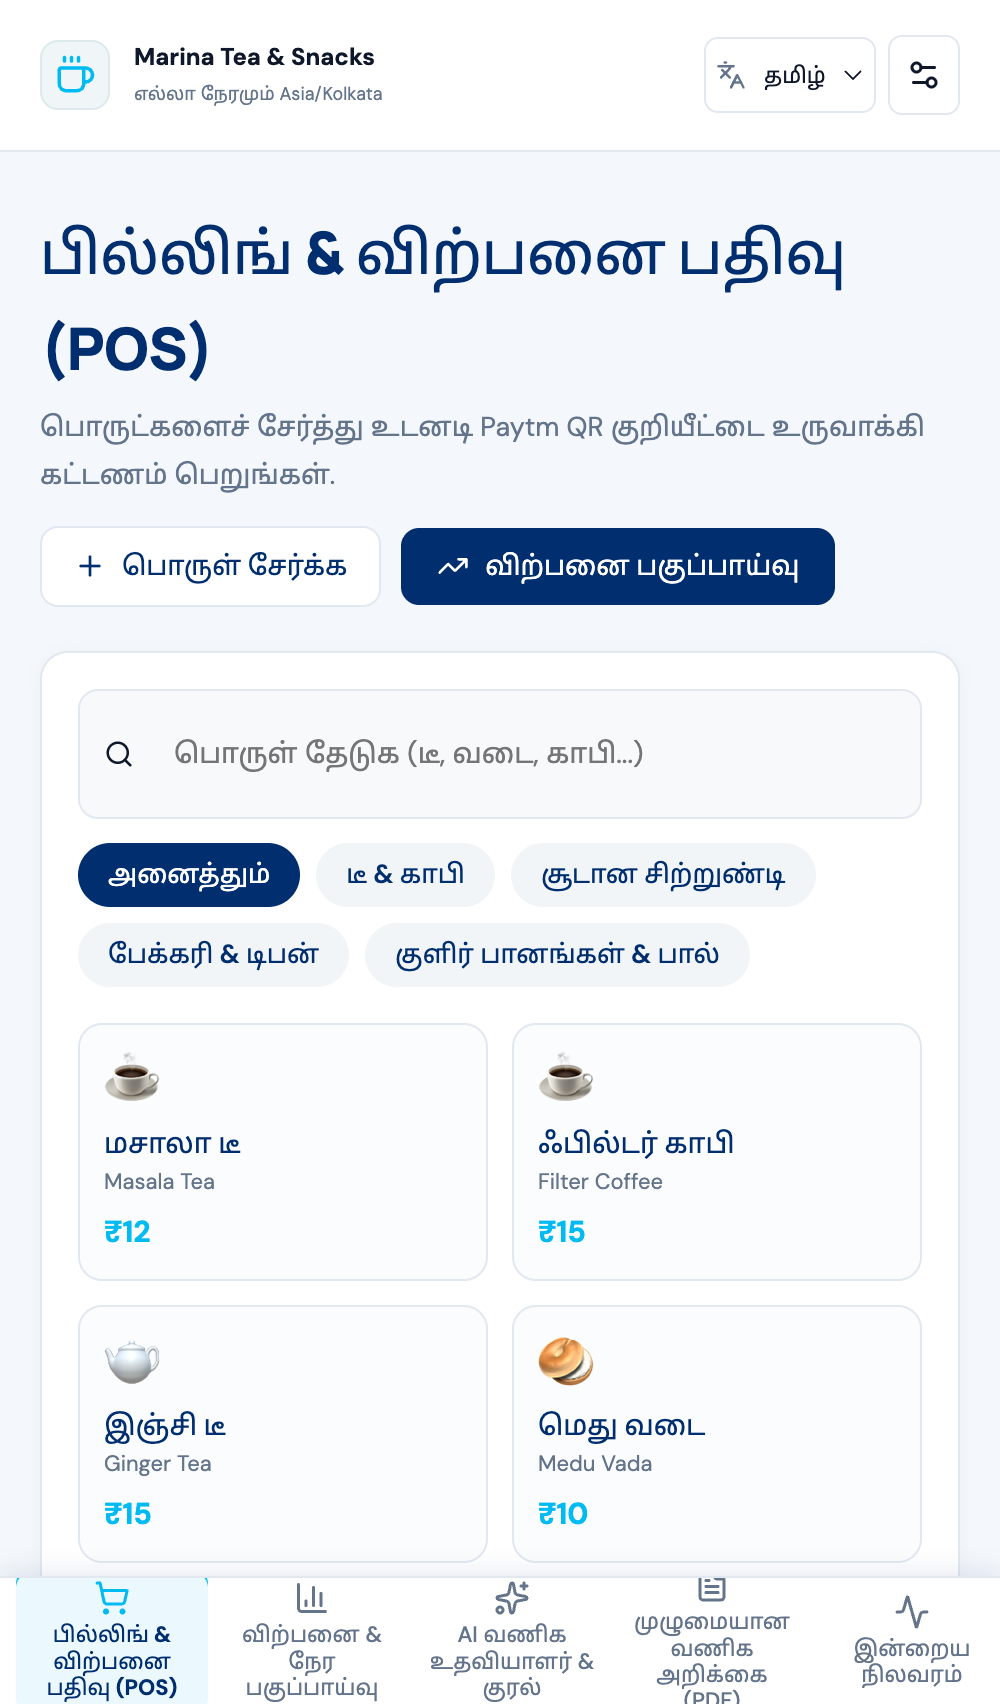 Marina Tea & Snacks
எல்லா நேரமும் Asia/Kolkata
தமிழ்
பில்லிங் & விற்பனை பதிவு
(POS)
பொருட்களைச் சேர்த்து உடனடி Paytm QR குறியீட்டை உருவாக்கி
கட்டணம் பெறுங்கள்.
பொருள் சேர்க்க
விற்பனை பகுப்பாய்வு
பொருள் தேடுக (டீ, வடை, காபி...)
அனைத்தும்
டீ & காபி
சூடான சிற்றுண்டி
பேக்கரி & டிபன்
குளிர் பானங்கள் & பால்
மசாலா டீ
Masala Tea
₹12
ஃபில்டர் காபி
Filter Coffee
₹15
இஞ்சி டீ
Ginger Tea
₹15
மெது வடை
Medu Vada
₹10
பில்லிங் &
விற்பனை
பதிவு (POS)
விற்பனை &
நேர
பகுப்பாய்வு
AI வணிக
உதவியாளர் &
குரல்
முழுமையான
வணிக
அறிக்கை
(PDF)
இன்றைய
நிலவரம்